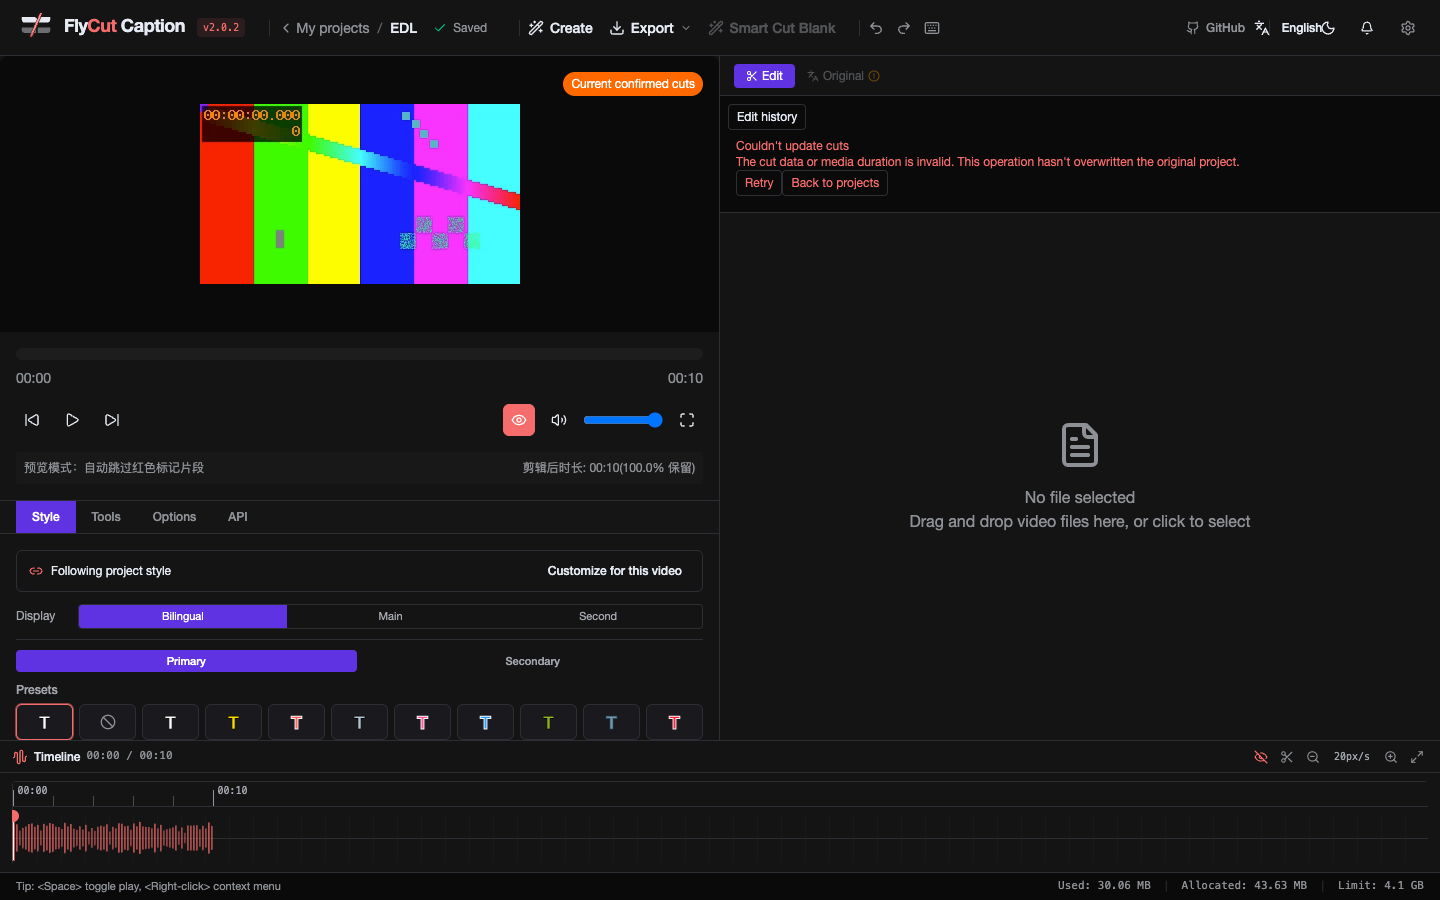 FlyCut Caption
v2.0.2
My projects / EDL
Saved
Create
Export
Smart Cut Blank
GitHub
English
Current confirmed cuts
00:00:00.000
0
00:00
00:10
预览模式：自动跳过红色标记片段
剪辑后时长: 00:10(100.0% 保留)
Style
Tools
Options
API
Following project style
Customize for this video
Display
Bilingual
Main
Second
Primary
Secondary
Presets
T
T
T
T
T
T
T
T
T
T
Edit
Original
Edit history
Couldn't update cuts
The cut data or media duration is invalid. This operation hasn't overwritten the original project.
Retry
Back to projects
No file selected
Drag and drop video files here, or click to select
Timeline
00:00 / 00:10
20px/s
00:00
00:10
Tip: <Space> toggle play, <Right-click> context menu
Used: 30.06 MB
Allocated: 43.63 MB
Limit: 4.1 GB